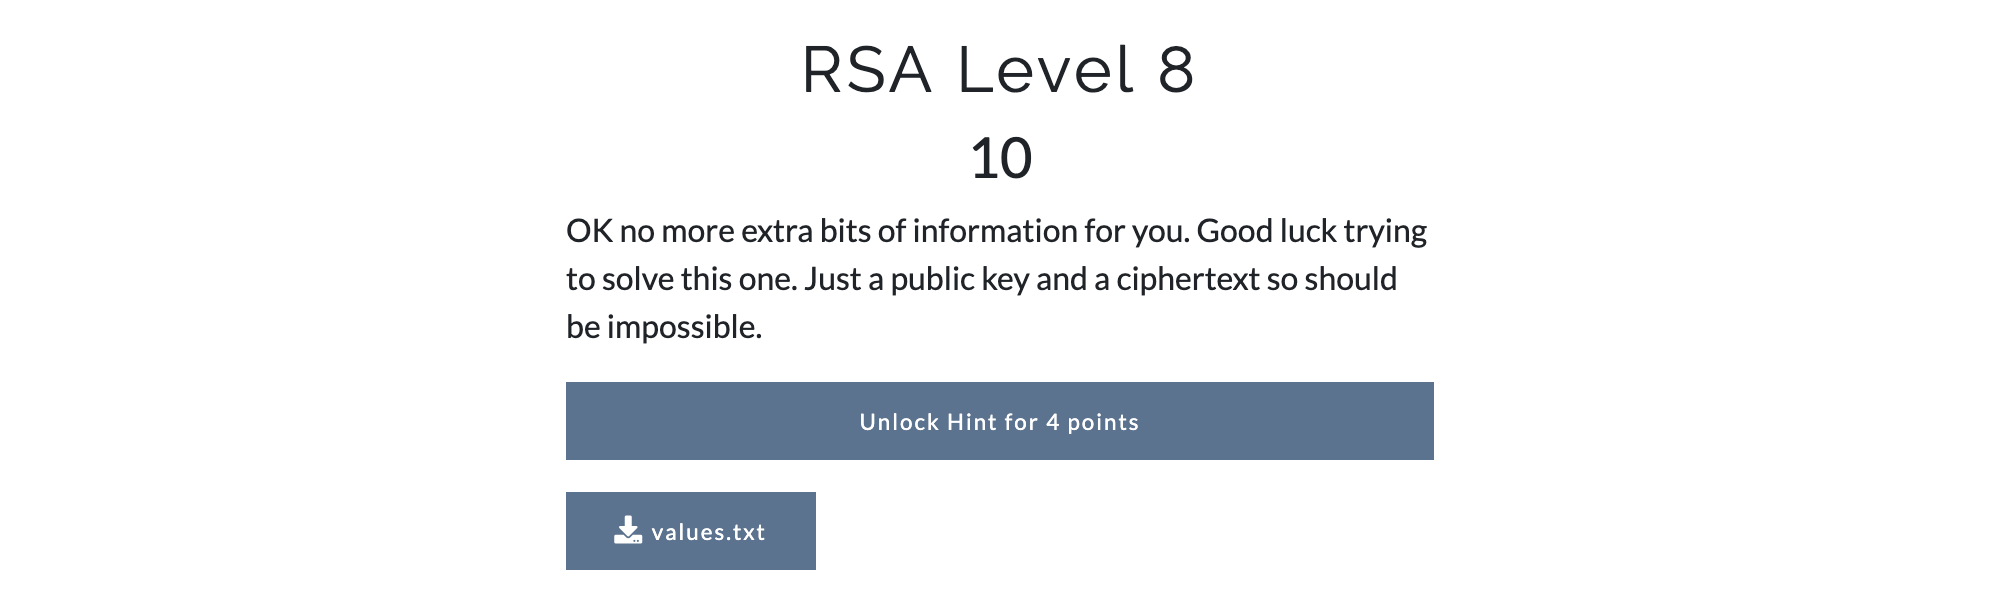 RSA Level 8
10
OK no more extra bits of information for you. Good luck trying
to solve this one. Just a public key and a ciphertext so should
be impossible.
Unlock Hint for 4 points
values.txt